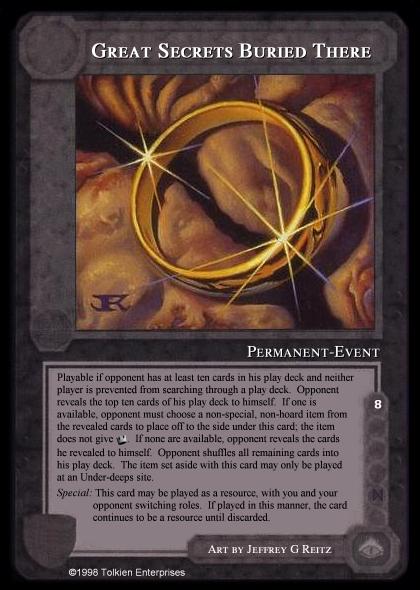 GREAT SECRETS BURIED THERE
JR
PERMANENT-EVENT
Playable if opponent has at least ten cards in his play deck and neither
player is prevented from searching through a play deck. Opponent
reveals the top ten cards of his play deck to himself. If one is
available, opponent must choose a non-special, non-hoard item from
the revealed cards to place off to the side under this card; the item
does not give . If none are available, opponent reveals the cards
he revealed to himself. Opponent shuffles all remaining cards into
his play deck. The item set aside with this card may only be played
at an Under-deeps site.
8
Special: This card may be played as a resource, with you and your
opponent switching roles. If played in this manner, the card
continues to be a resource until discarded.
ART BY JEFFREY G REITZ
©1998 Tolkien Enterprises